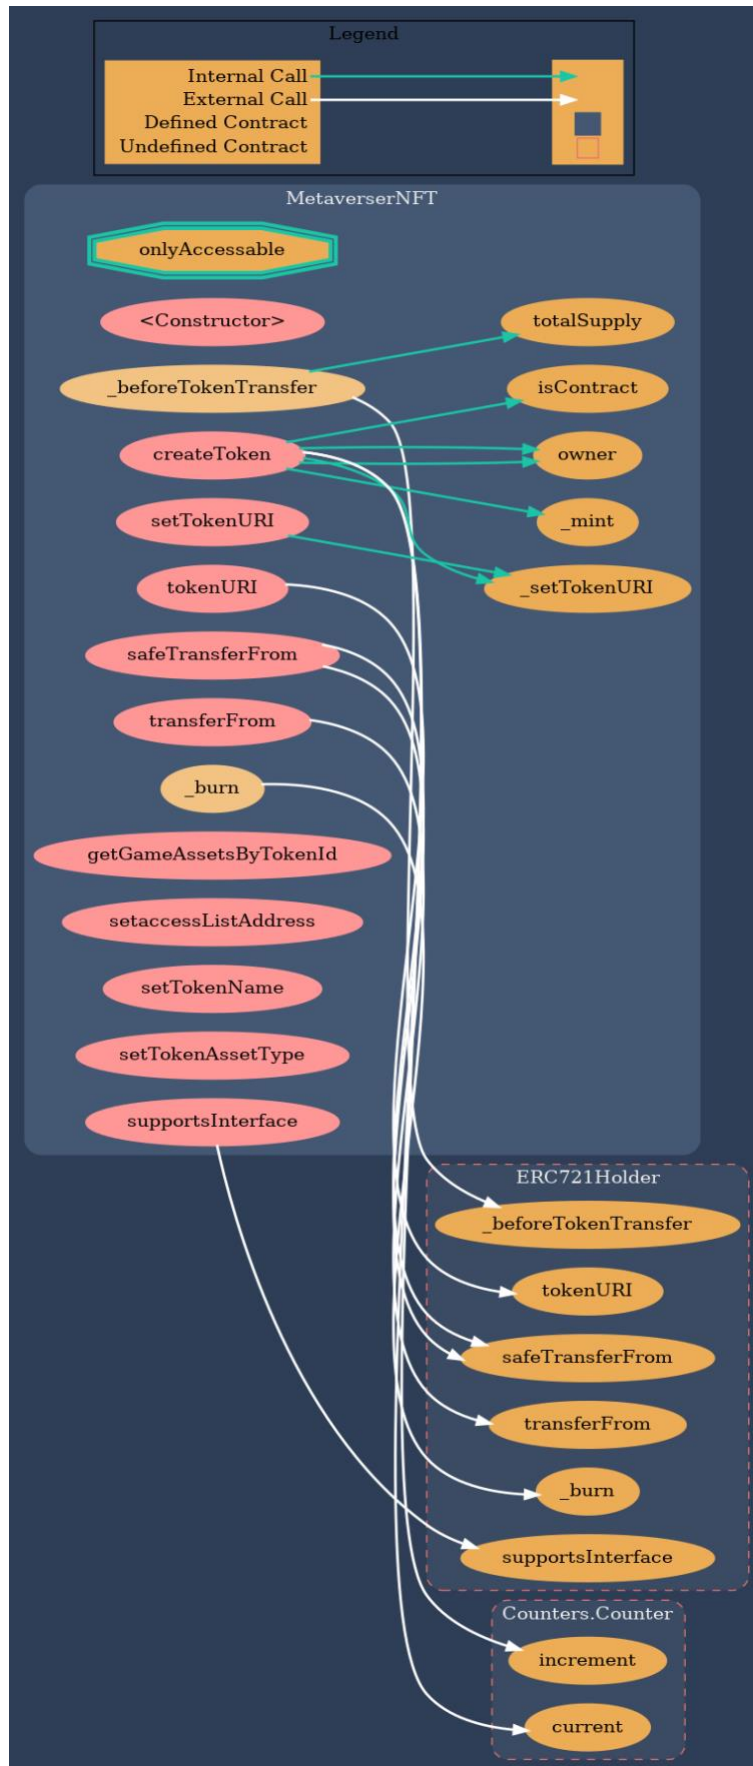 Legend
Internal Call
External Call
Defined Contract
Undefined Contract
MetaverserNFT
onlyAccessable
<Constructor>
totalSupply
_beforeTokenTransfer
isContract
createToken
owner
setTokenURI
_mint
tokenURI
_setTokenURI
safeTransferFrom
transferFrom
_burn
getGameAssetsByTokenId
setaccessListAddress
setTokenName
setTokenAssetType
supportsInterface
ERC721Holder
_beforeTokenTransfer
tokenURI
safeTransferFrom
transferFrom
_burn
supportsInterface
Counters.Counter
increment
current